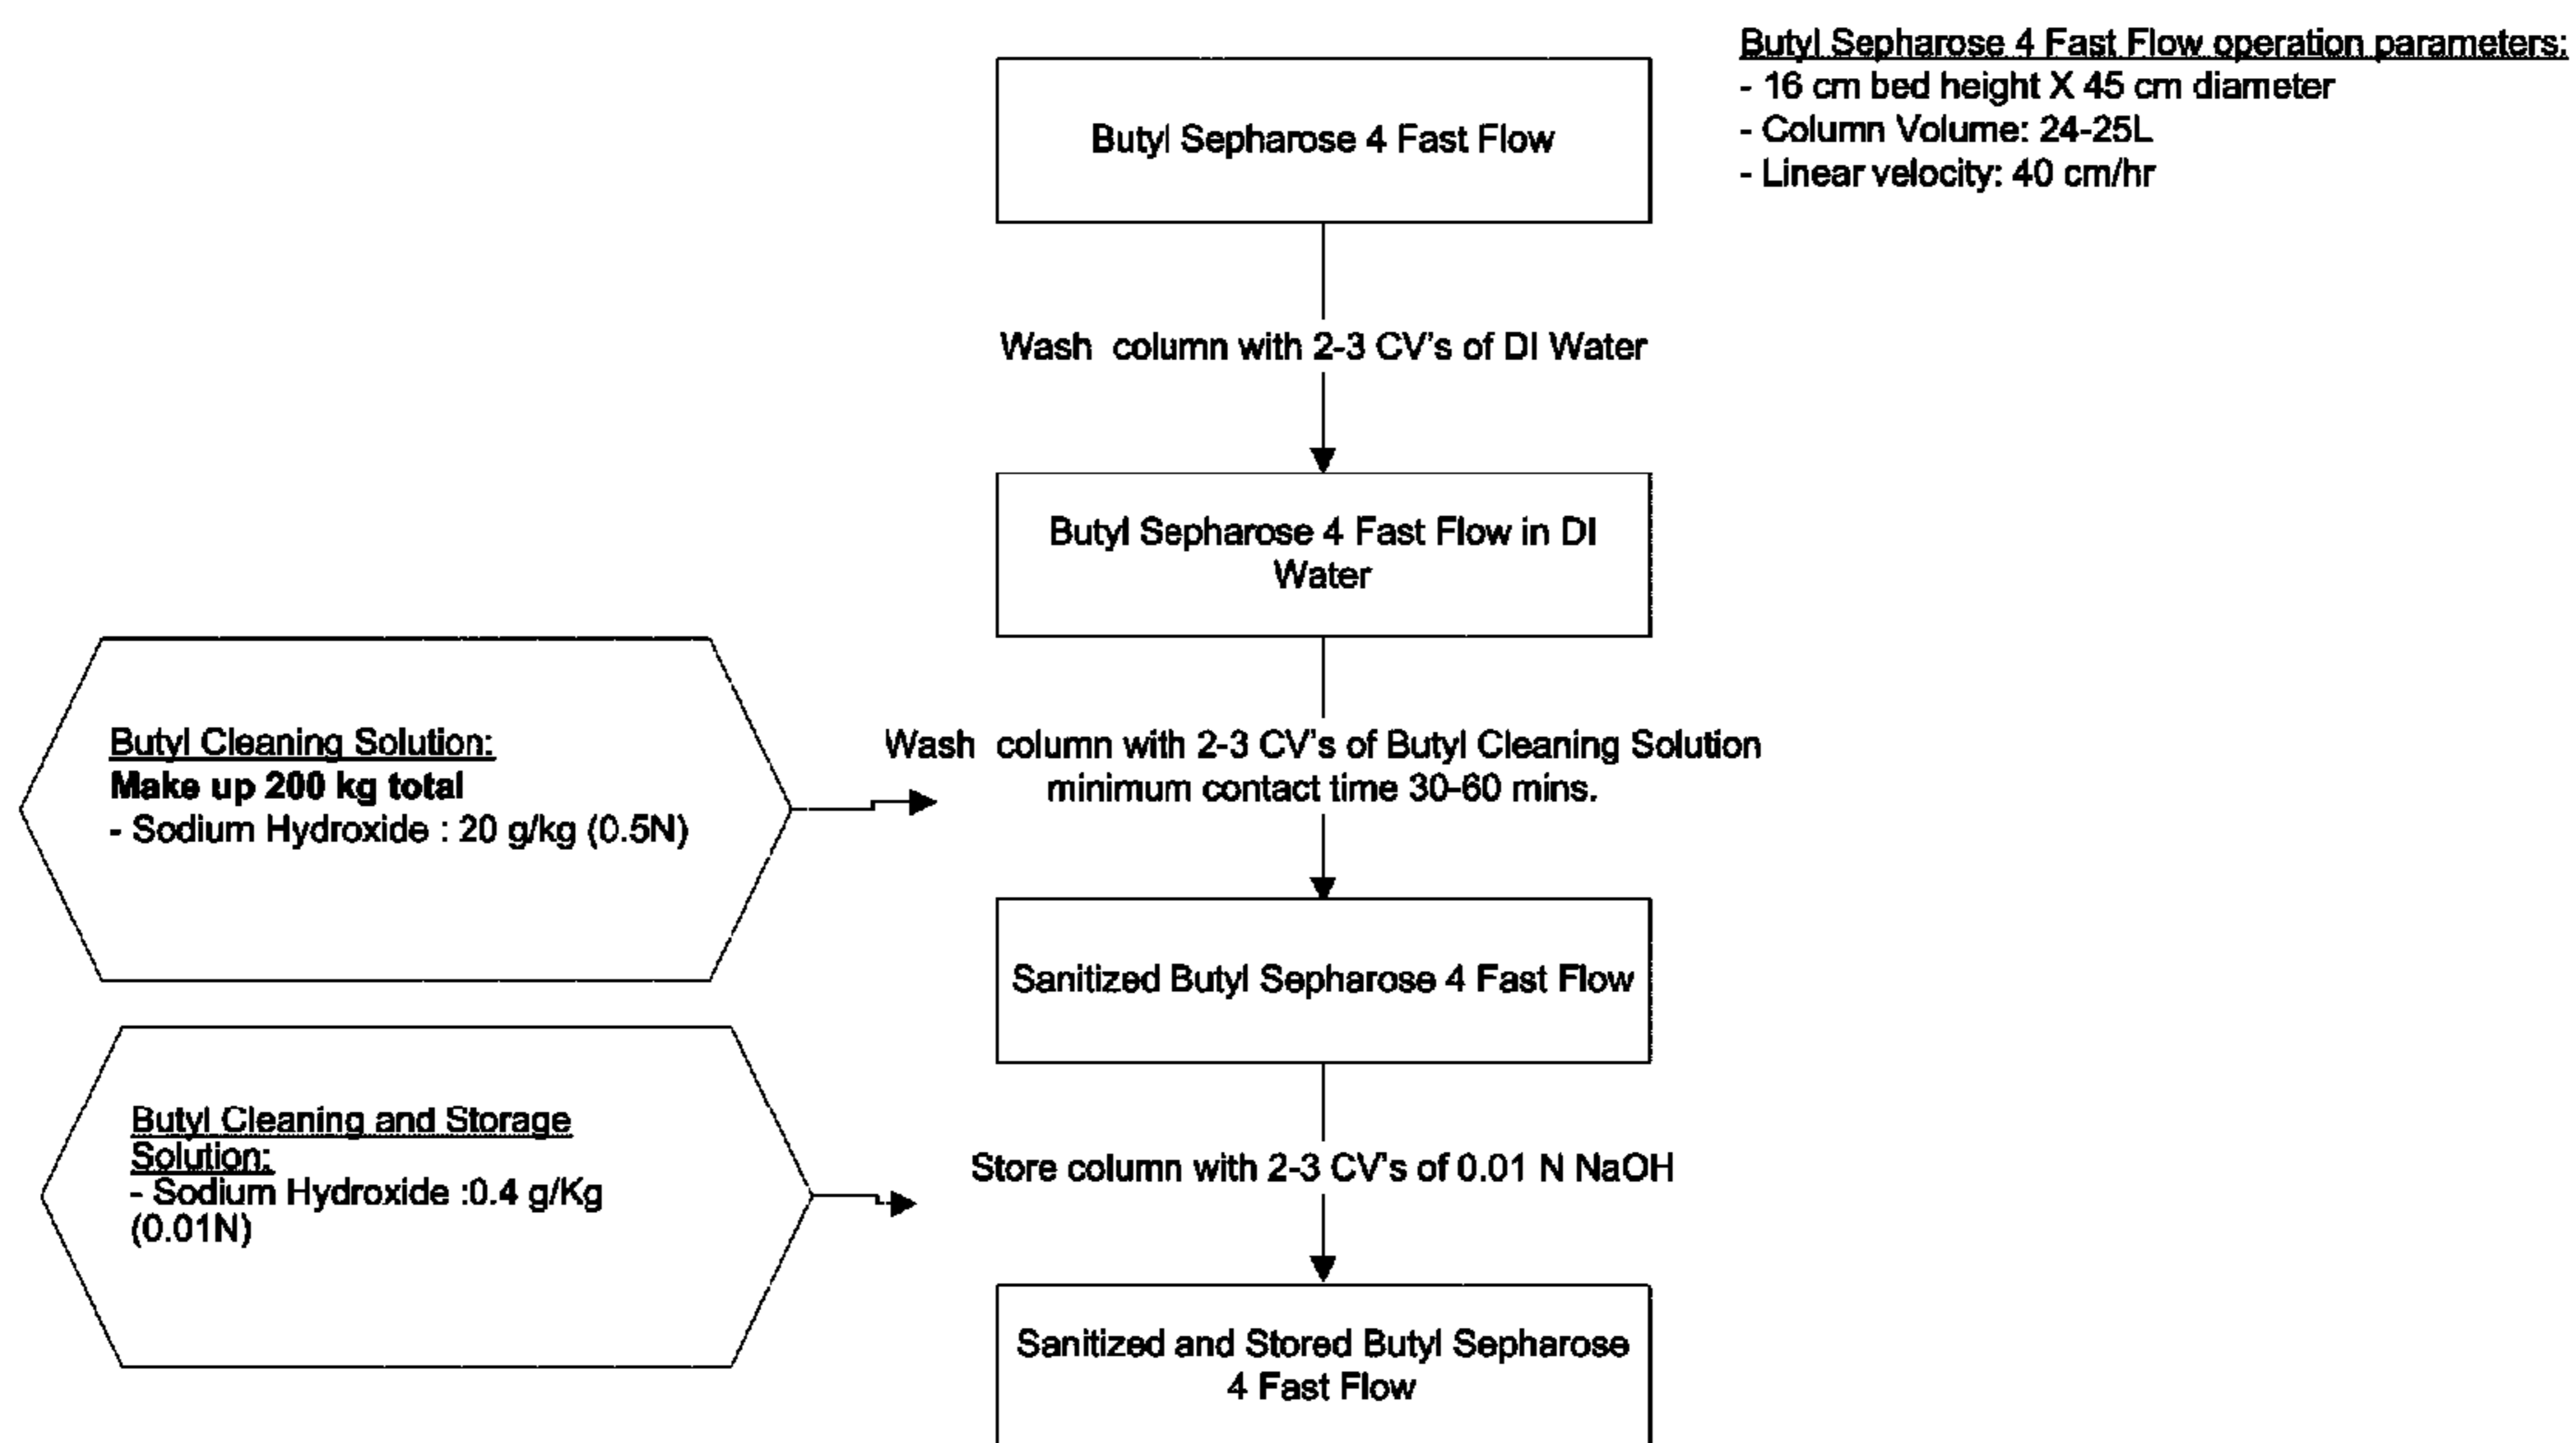 Butyl Sepharose 4 Fast Flow operation parameters:
- 16 cm bed height X 45 cm diameter
- Column Volume: 24-25L
- Linear velocity: 40 cm/hr
Butyl Sepharose 4 Fast Flow
Wash column with 2-3 CV's of DI Water
Butyl Sepharose 4 Fast Flow in DI
Water
Butyl Cleaning Solution:
Make up 200 kg total
- Sodium Hydroxide : 20 g/kg (0.5N)
Wash column with 2-3 CV's of Butyl Cleaning Solution
minimum contact time 30-60 mins.
Sanitized Butyl Sepharose 4 Fast Flow
Butyl Cleaning and Storage
Solution:
- Sodium Hydroxide :0.4 g/Kg
(0.01N)
Store column with 2-3 CV's of 0.01 N NaOH
Sanitized and Stored Butyl Sepharose
4 Fast Flow